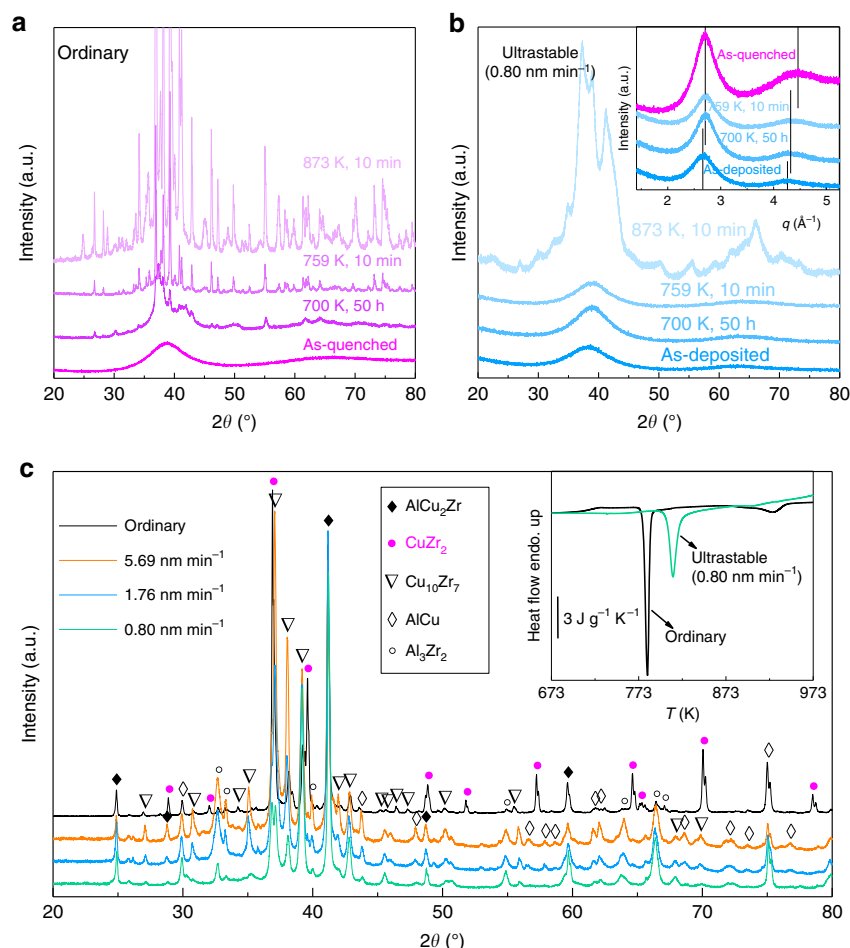 a
Ordinary
873 K, 10 min
759 K, 10 min
700 K, 50 h
As-quenched
Intensity (a.u.)
20 30 40 50 60 70 80
2θ (°)
b
Ultrastable
(0.80 nm min⁻¹)
873 K, 10 min
759 K, 10 min
700 K, 50 h
As-deposited
Intensity (a.u.)
20 30 40 50 60 70 80
2θ (°)
As-quenched
759 K, 10 min
700 K, 50 h
As-deposited
Intensity (a.u.)
2 3 4 5
q (Å⁻¹)
c
Ordinary
5.69 nm min⁻¹
1.76 nm min⁻¹
0.80 nm min⁻¹
AlCu₂Zr
CuZr₂
Cu₁₀Zr₇
AlCu
Al₃Zr₂
Intensity (a.u.)
20 30 40 50 60 70 80
2θ (°)
Heat flow endo. up
Ultrastable
(0.80 nm min⁻¹)
3 J g⁻¹ K⁻¹
Ordinary
673 773 873 973
T (K)